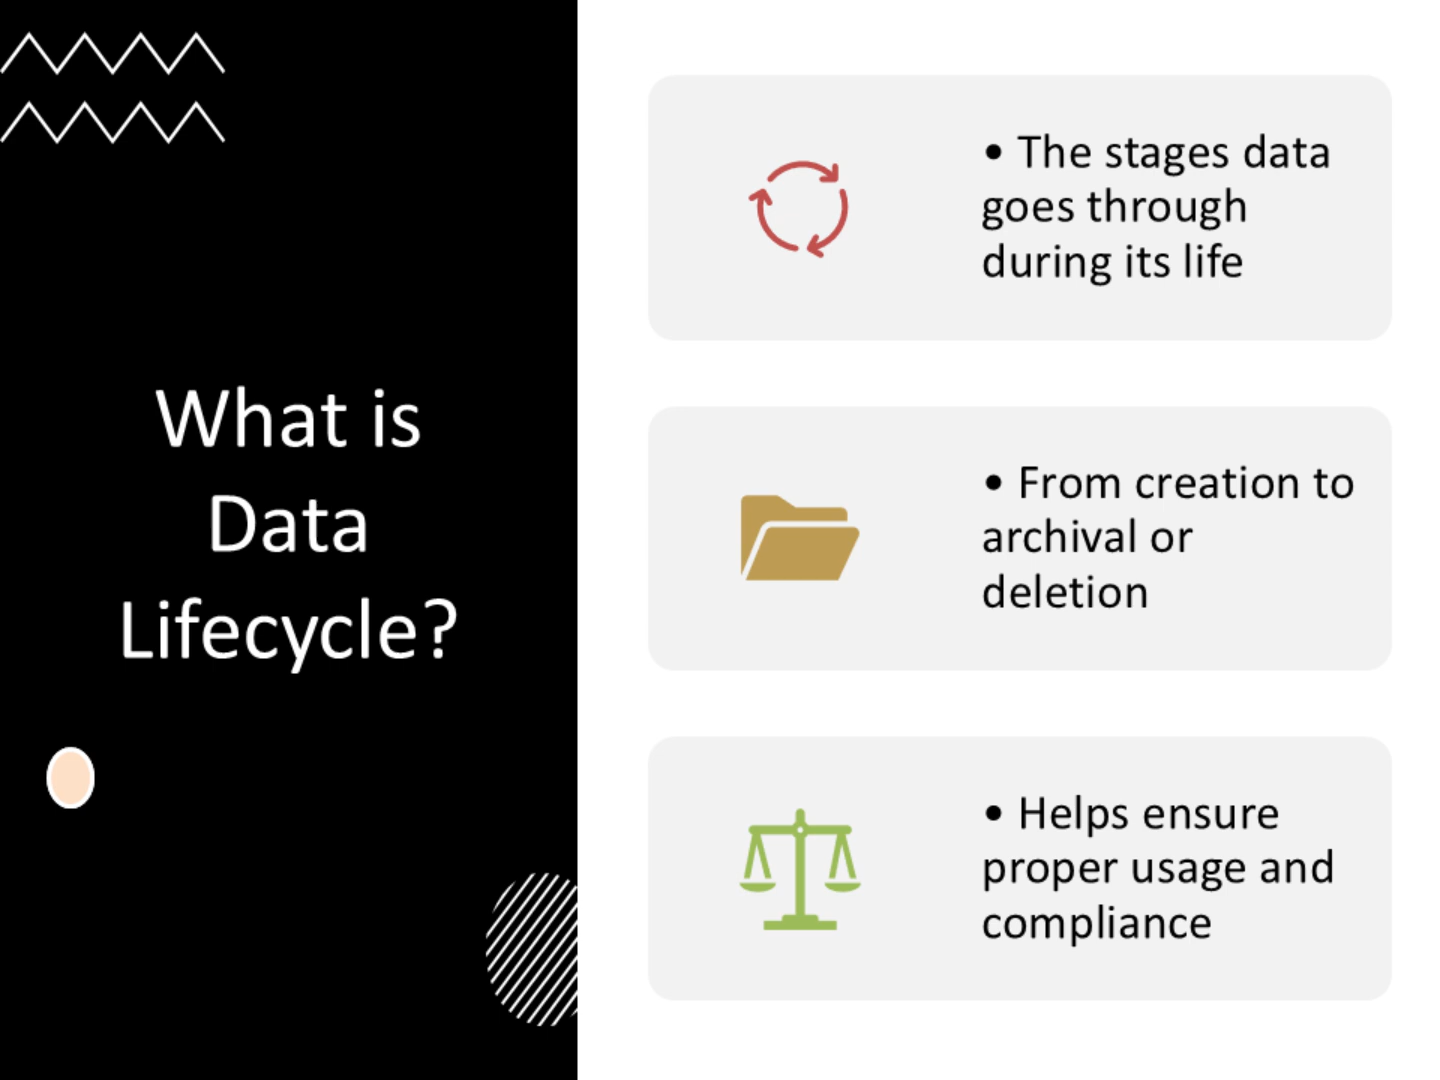 What is
Data
Lifecycle?
• The stages data
goes through
during its life
• From creation to
archival or
deletion
• Helps ensure
proper usage and
compliance